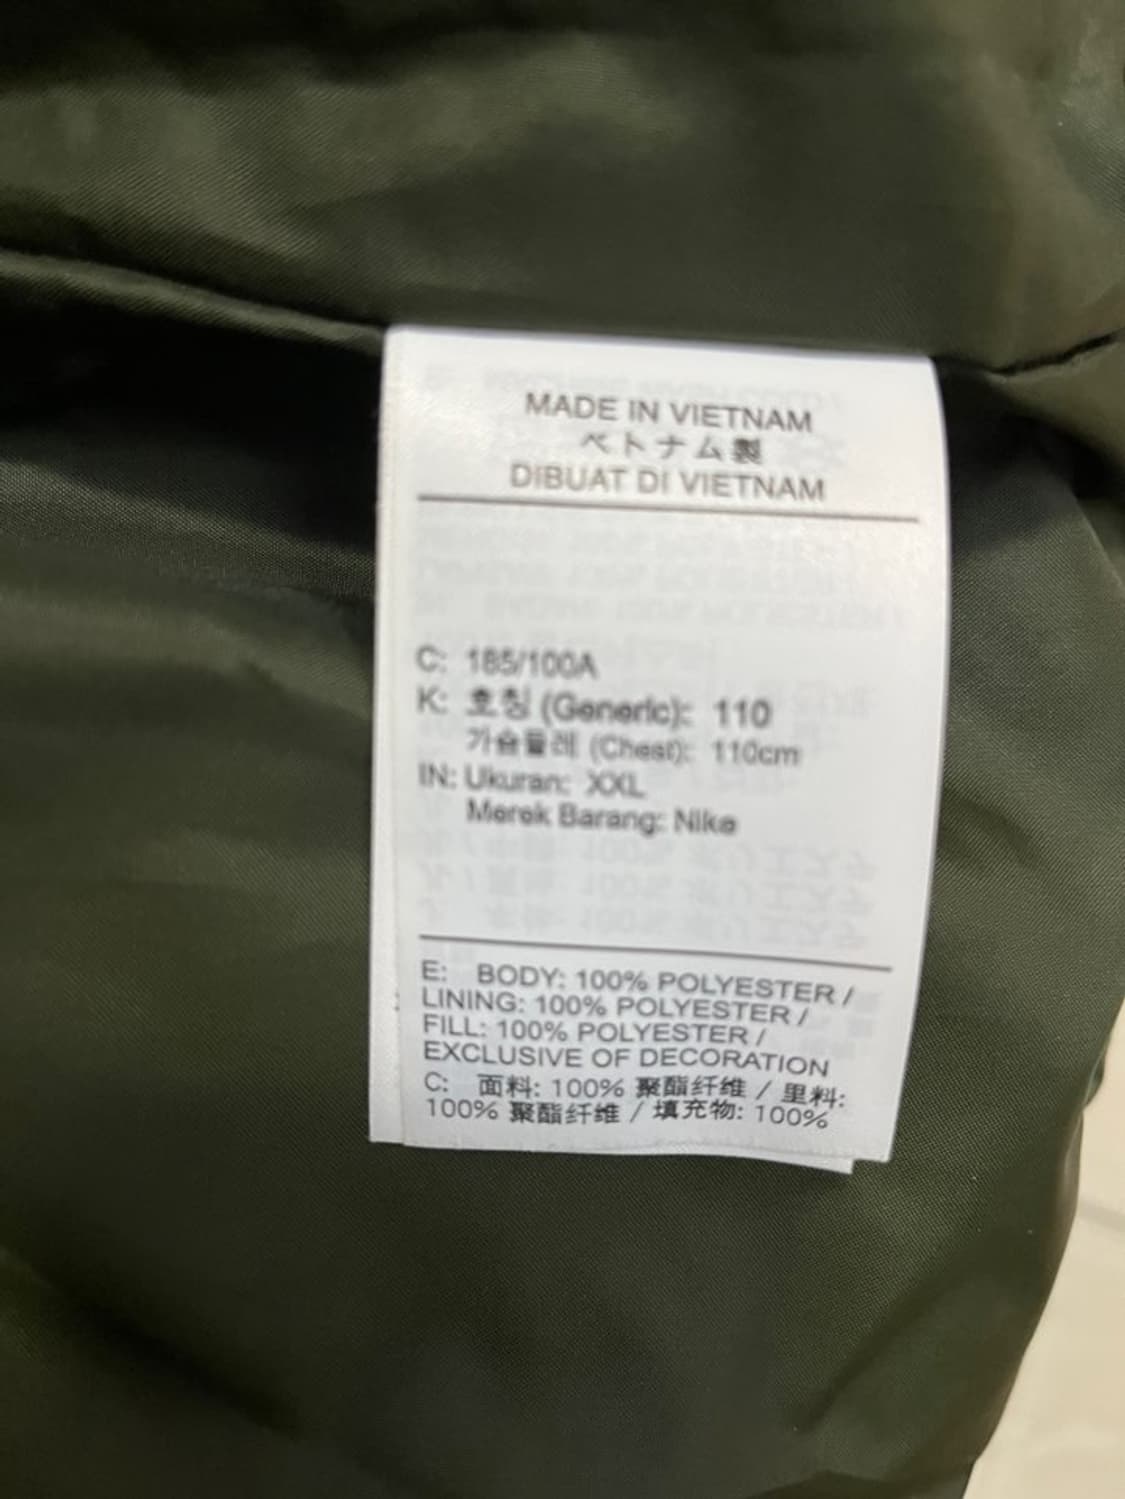 MADE IN VIETNAM
ベトナム製
DIBUAT DI VIETNAM
C: 185/100A
K: 호칭 (Generic): 110
가슴둘레 (Chest): 110cm
IN: Ukuran: XXL
Merek Barang: Nike
E: BODY: 100% POLYESTER /
LINING: 100% POLYESTER /
FILL: 100% POLYESTER /
EXCLUSIVE OF DECORATION
C: 面料: 100% 聚酯纤维 / 里料:
100% 聚酯纤维 / 填充物: 100%